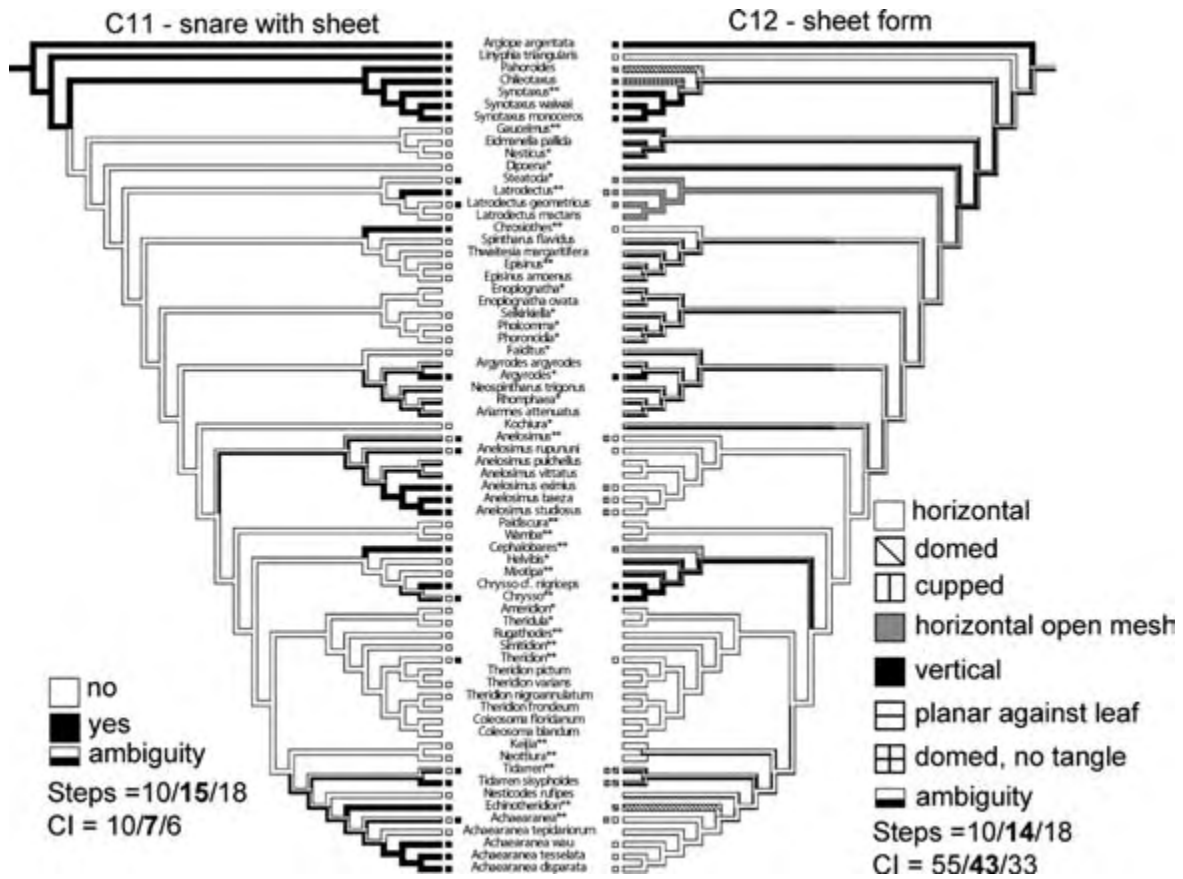 C11 - snare with sheet
C12 - sheet form
Argiope argentata
Linyphia triangularis
Pahoroides
Chileotaxus
Synotaxus**
Synotaxus waiwai
Synotaxus monoceros
Gaucelmus**
Eidmanella pallida
Nesticus*
Dipoena*
Steatoda*
Latrodectus**
Latrodectus geometricus
Latrodectus mactans
Chrosiothes**
Spintharus flavidus
Thwaitesia margaritifera
Episinus**
Episinus amoenus
Enoplognatha*
Enoplognatha ovata
Selkirkiella*
Pholcomma*
Phoroncidia*
Faiditus*
Argyrodes argyrodes
Argyrodes*
Neospintharus trigonus
Rhomphaea*
Ariamnes attenuatus
Kochiura*
Anelosimus**
Anelosimus rupununi
Anelosimus pulchellus
Anelosimus vittatus
Anelosimus eximius
Anelosimus baeza
Anelosimus studiosus
Paidiscura**
Wamba**
Cephalobares**
Helvibis*
Meotipa**
Chrysso cf. nigriceps
Chrysso**
Ameridion*
Theridula*
Rugathodes**
Simitidion**
Theridion**
Theridion pictum
Theridion varians
Theridion nigroannulatum
Theridion frondeum
Coleosoma floridanum
Coleosoma blandum
Keijia**
Neottiura**
Tidarren**
Tidarren sisyphoides
Nesticodes rufipes
Echinotheridion**
Achaearanea**
Achaearanea tepidariorum
Achaearanea wau
Achaearanea tesselata
Achaearanea disparata
no
yes
ambiguity
Steps =10/15/18
CI = 10/7/6
horizontal
domed
cupped
horizontal open mesh
vertical
planar against leaf
domed, no tangle
ambiguity
Steps =10/14/18
CI = 55/43/33